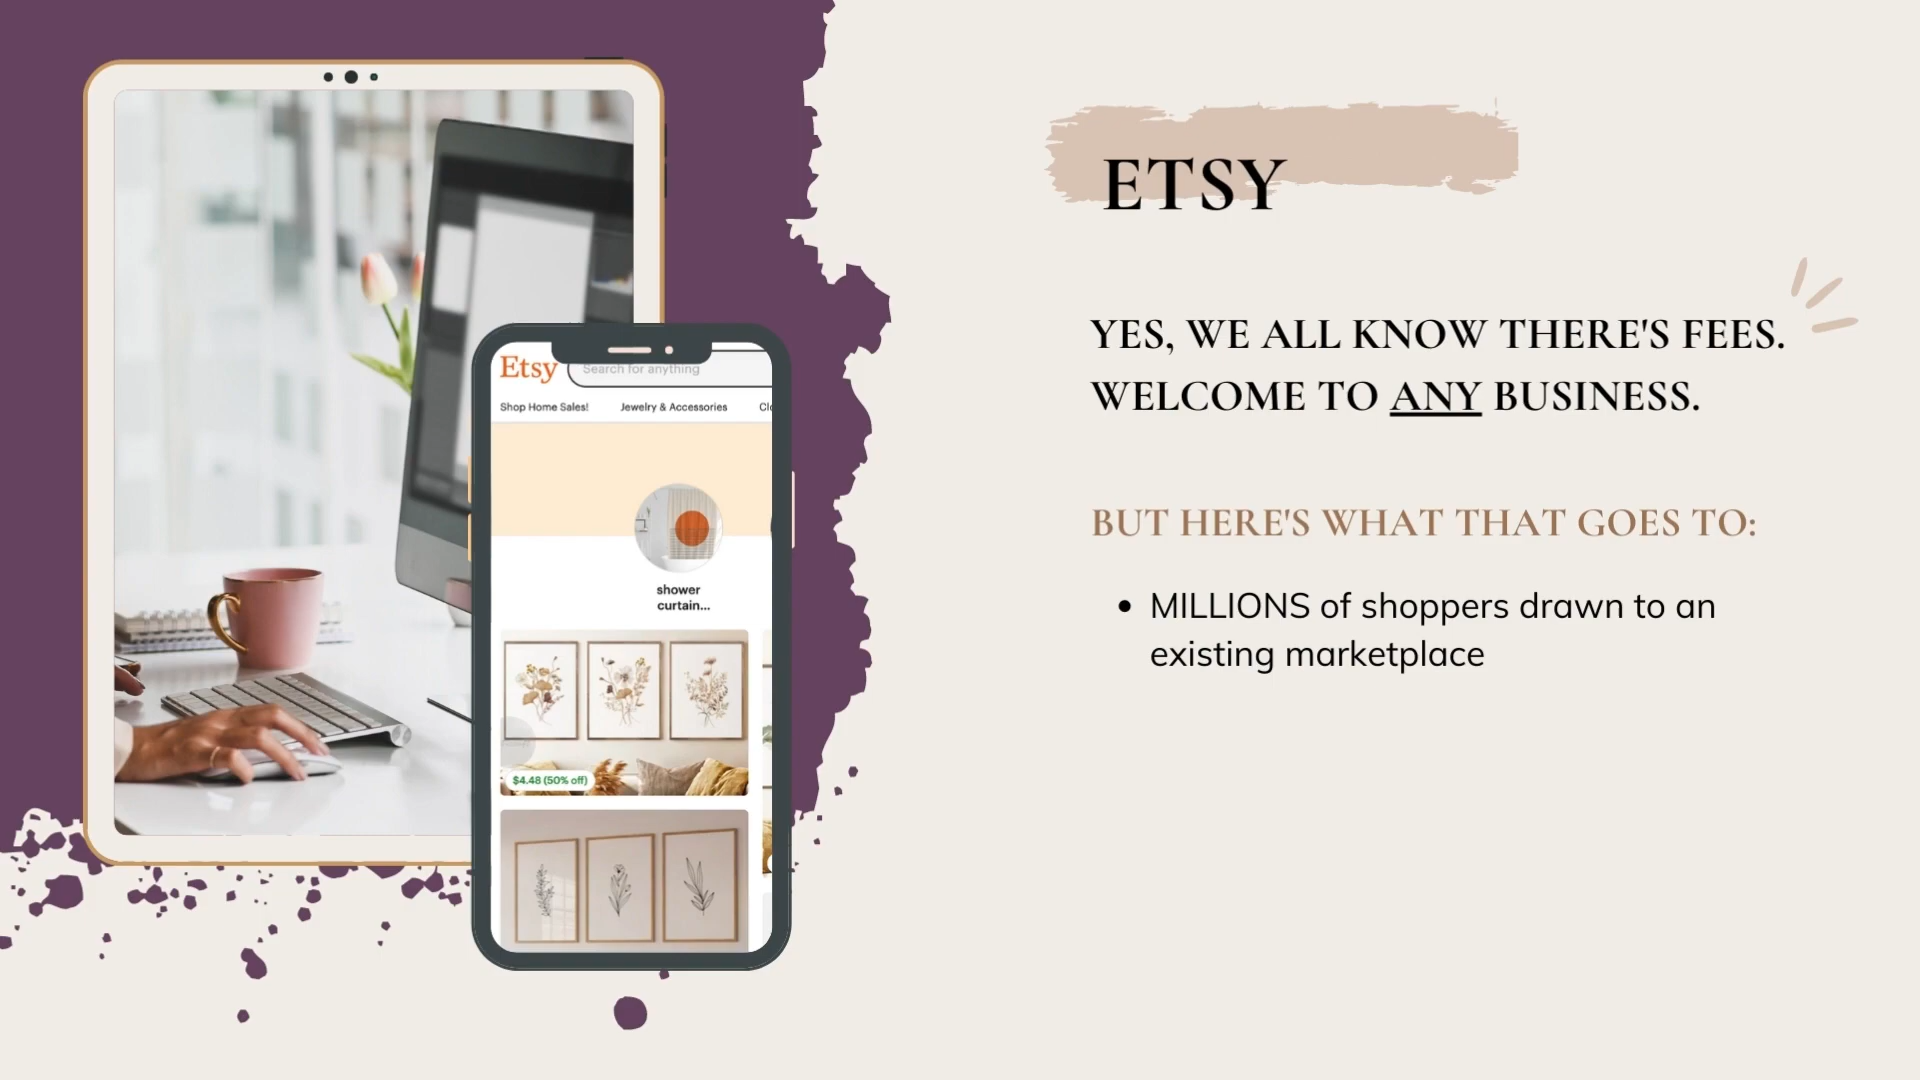 ETSY
YES, WE ALL KNOW THERE'S FEES.
WELCOME TO ANY BUSINESS.
BUT HERE'S WHAT THAT GOES TO:
• MILLIONS of shoppers drawn to an
existing marketplace
Etsy
Search for anything
Shop Home Sales! Jewelry & Accessories Clo
shower
curtain...
$4.48 (50% off)